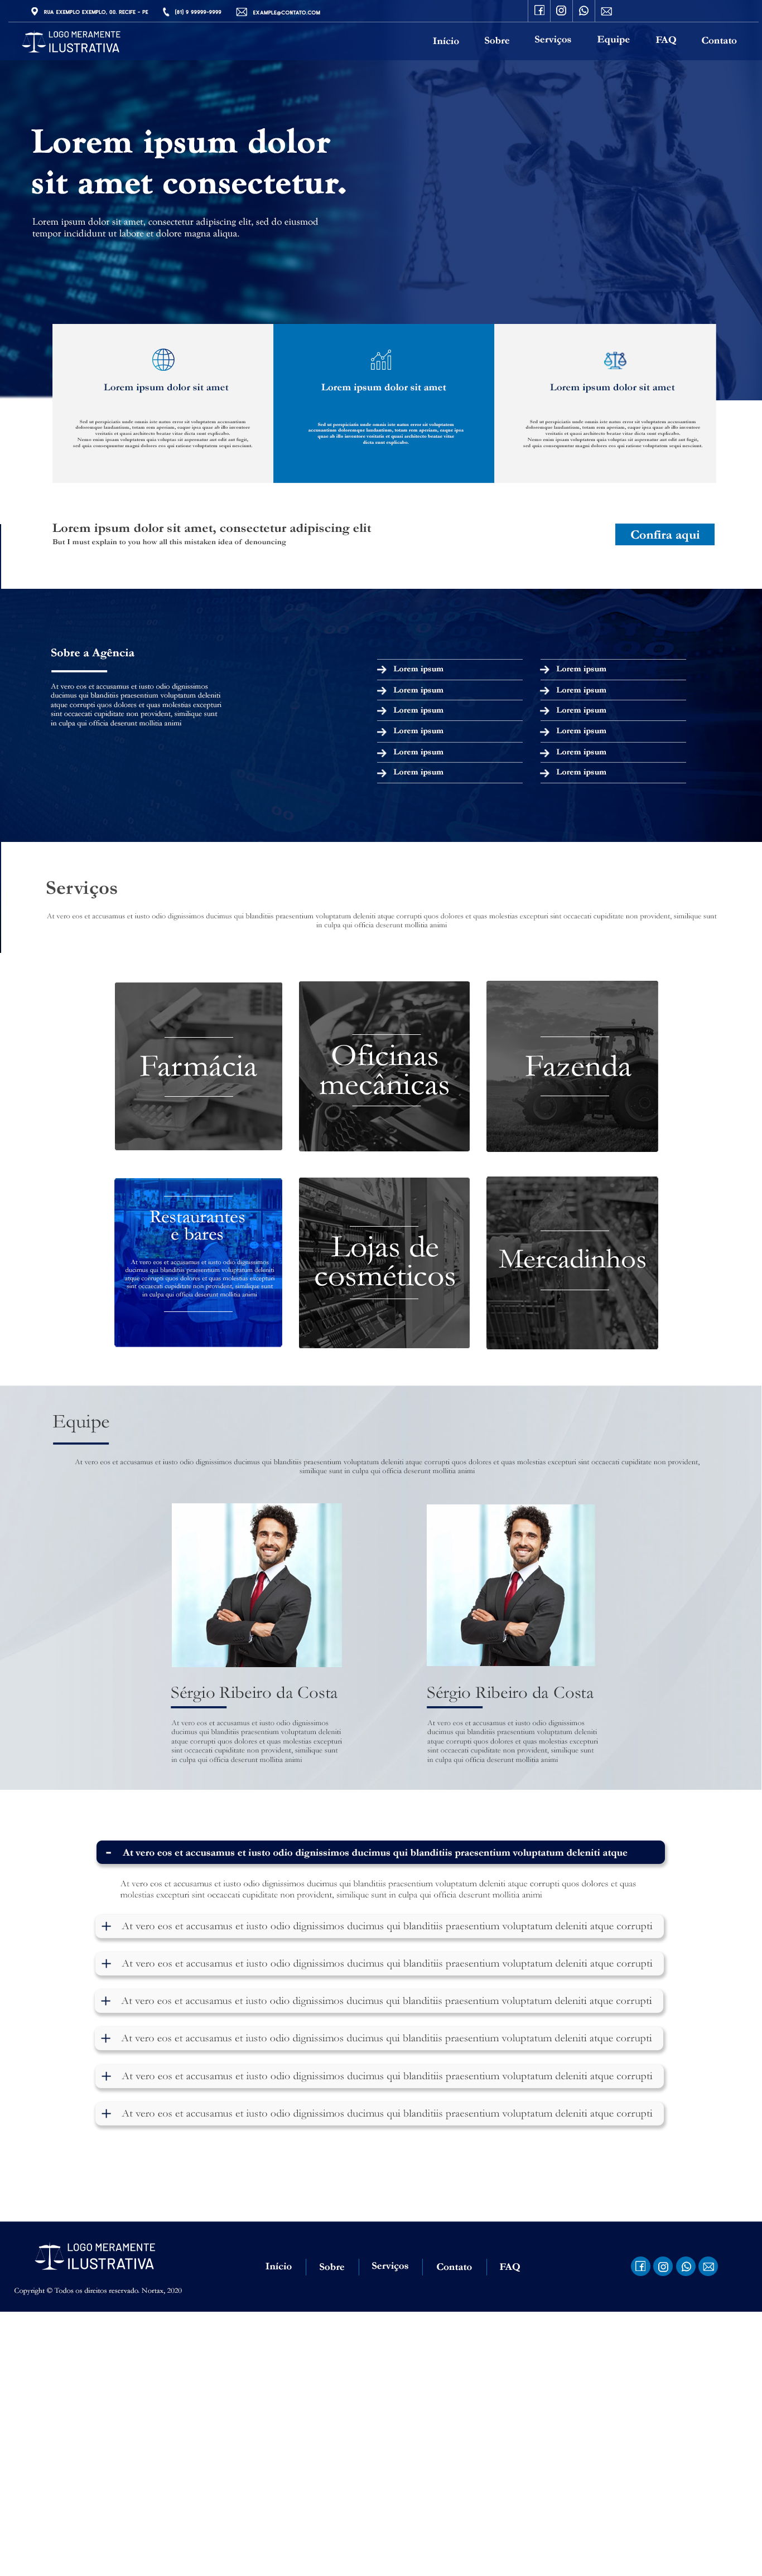 RUA EXEMPLO EXEMPLO, 00, RECIFE - PE
(81) 9 99999-9999
EXAMPLE@CONTATO.COM
LOGO MERAMENTE
ILUSTRATIVA
Início
Sobre
Serviços
Equipe
FAQ
Contato
Lorem ipsum dolor
sit amet consectetur.
Lorem ipsum dolor sit amet, consectetur adipiscing elit, sed do eiusmod
tempor incididunt ut labore et dolore magna aliqua.
Lorem ipsum dolor sit amet
Sed ut perspiciatis unde omnis iste natus error sit voluptatem accusantium
doloremque laudantium, totam rem aperiam, eaque ipsa quae ab illo inventore
veritatis et quasi architecto beatae vitae dicta sunt explicabo.
Nemo enim ipsam voluptatem quia voluptas sit aspernatur aut odit aut fugit,
sed quia consequuntur magni dolores eos qui ratione voluptatem sequi nesciunt.
Lorem ipsum dolor sit amet
Sed ut perspiciatis unde omnis iste natus error sit voluptatem
accusantium doloremque laudantium, totam rem aperiam, eaque ipsa
quae ab illo inventore veritatis et quasi architecto beatae vitae
dicta sunt explicabo.
Lorem ipsum dolor sit amet
Sed ut perspiciatis unde omnis iste natus error sit voluptatem accusantium
doloremque laudantium, totam rem aperiam, eaque ipsa quae ab illo inventore
veritatis et quasi architecto beatae vitae dicta sunt explicabo.
Nemo enim ipsam voluptatem quia voluptas sit aspernatur aut odit aut fugit,
sed quia consequuntur magni dolores eos qui ratione voluptatem sequi nesciunt.
Lorem ipsum dolor sit amet, consectetur adipiscing elit
But I must explain to you how all this mistaken idea of denouncing
Confira aqui
Sobre a Agência
At vero eos et accusamus et iusto odio dignissimos
ducimus qui blanditiis praesentium voluptatum deleniti
atque corrupti quos dolores et quas molestias excepturi
sint occaecati cupiditate non provident, similique sunt
in culpa qui officia deserunt mollitia animi
Lorem ipsum
Lorem ipsum
Lorem ipsum
Lorem ipsum
Lorem ipsum
Lorem ipsum
Lorem ipsum
Lorem ipsum
Lorem ipsum
Lorem ipsum
Lorem ipsum
Lorem ipsum
Serviços
At vero eos et accusamus et iusto odio dignissimos ducimus qui blanditiis praesentium voluptatum deleniti atque corrupti quos dolores et quas molestias excepturi sint occaecati cupiditate non provident, similique sunt
in culpa qui officia deserunt mollitia animi
Farmácia
Oficinas
mecânicas
Fazenda
Restaurantes
e bares
At vero eos et accusamus et iusto odio dignissimos
ducimus qui blanditiis praesentium voluptatum deleniti
atque corrupti quos dolores et quas molestias excepturi
sint occaecati cupiditate non provident, similique sunt
in culpa qui officia deserunt mollitia animi
Lojas de
cosméticos
Mercadinhos
Equipe
At vero eos et accusamus et iusto odio dignissimos ducimus qui blanditiis praesentium voluptatum deleniti atque corrupti quos dolores et quas molestias excepturi sint occaecati cupiditate non provident,
similique sunt in culpa qui officia deserunt mollitia animi
Sérgio Ribeiro da Costa
At vero eos et accusamus et iusto odio dignissimos
ducimus qui blanditiis praesentium voluptatum deleniti
atque corrupti quos dolores et quas molestias excepturi
sint occaecati cupiditate non provident, similique sunt
in culpa qui officia deserunt mollitia animi
Sérgio Ribeiro da Costa
At vero eos et accusamus et iusto odio dignissimos
ducimus qui blanditiis praesentium voluptatum deleniti
atque corrupti quos dolores et quas molestias excepturi
sint occaecati cupiditate non provident, similique sunt
in culpa qui officia deserunt mollitia animi
- At vero eos et accusamus et iusto odio dignissimos ducimus qui blanditiis praesentium voluptatum deleniti atque
At vero eos et accusamus et iusto odio dignissimos ducimus qui blanditiis praesentium voluptatum deleniti atque corrupti quos dolores et quas
molestias excepturi sint occaecati cupiditate non provident, similique sunt in culpa qui officia deserunt mollitia animi
+ At vero eos et accusamus et iusto odio dignissimos ducimus qui blanditiis praesentium voluptatum deleniti atque corrupti
+ At vero eos et accusamus et iusto odio dignissimos ducimus qui blanditiis praesentium voluptatum deleniti atque corrupti
+ At vero eos et accusamus et iusto odio dignissimos ducimus qui blanditiis praesentium voluptatum deleniti atque corrupti
+ At vero eos et accusamus et iusto odio dignissimos ducimus qui blanditiis praesentium voluptatum deleniti atque corrupti
+ At vero eos et accusamus et iusto odio dignissimos ducimus qui blanditiis praesentium voluptatum deleniti atque corrupti
+ At vero eos et accusamus et iusto odio dignissimos ducimus qui blanditiis praesentium voluptatum deleniti atque corrupti
LOGO MERAMENTE
ILUSTRATIVA
Início
Sobre
Serviços
Contato
FAQ
Copyright © Todos os direitos reservado. Nortax, 2020